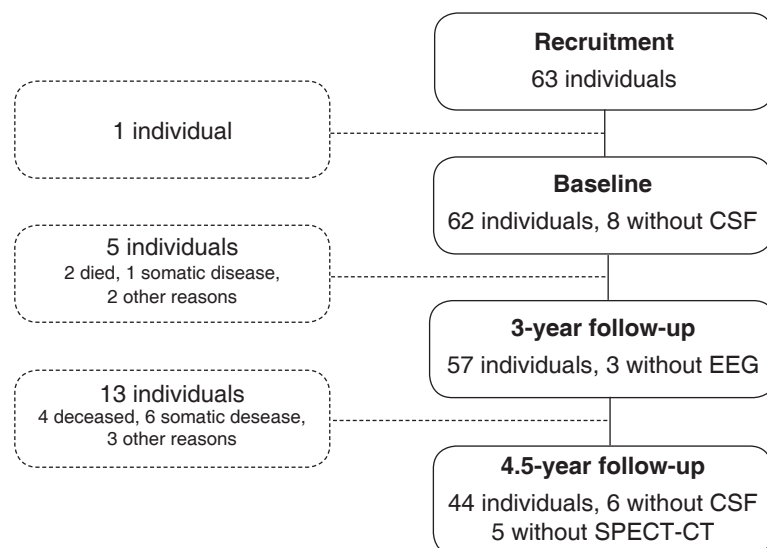 Recruitment
63 individuals
1 individual
Baseline
62 individuals, 8 without CSF
5 individuals
2 died, 1 somatic disease,
2 other reasons
3-year follow-up
57 individuals, 3 without EEG
13 individuals
4 deceased, 6 somatic desease,
3 other reasons
4.5-year follow-up
44 individuals, 6 without CSF
5 without SPECT-CT